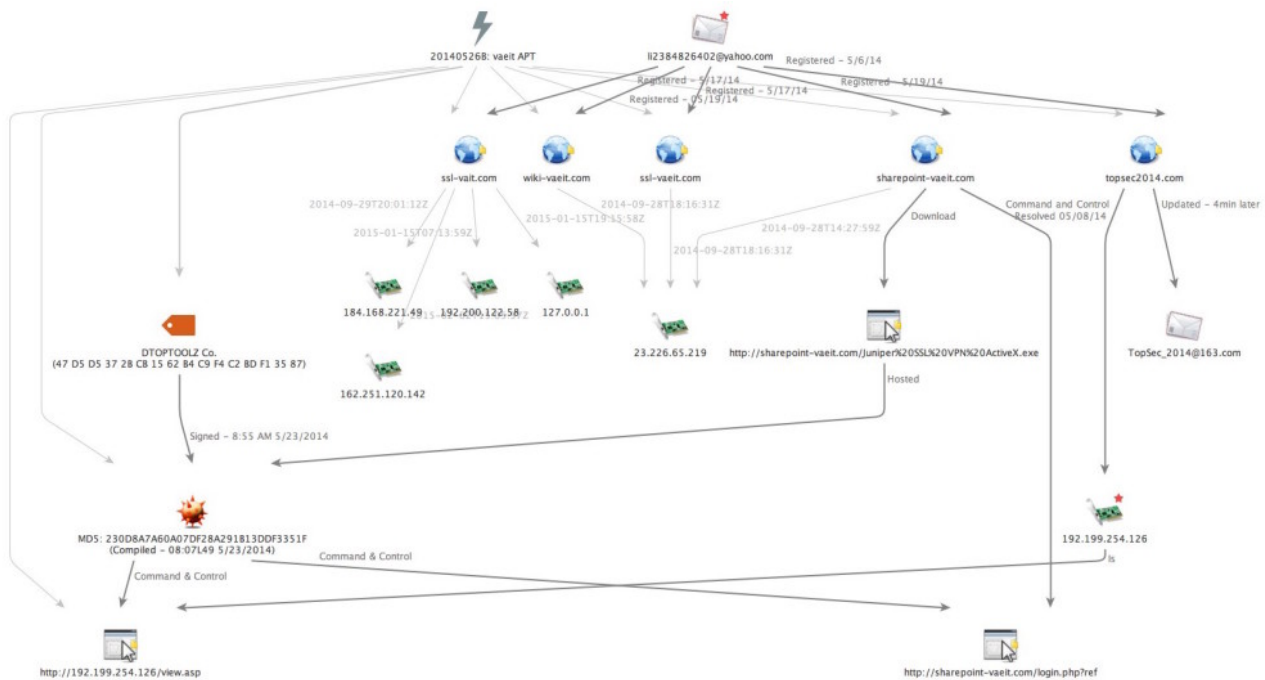 20140526B: vaeit APT
li2384826402@yahoo.com
Registered – 5/6/14
Registered – 5/17/14
Registered – 5/19/14
Registered – 5/17/14
Registered – 05/19/14
ssl-vait.com
wiki-vaeit.com
ssl-vaeit.com
sharepoint-vaeit.com
topsec2014.com
2014-09-29T20:01:12Z
2014-09-28T18:16:31Z
Command and Control
Resolved 05/08/14
Updated – 4min later
2015-01-15T19:15:58Z
Download
2015-01-15T07:13:59Z
2014-09-28T14:27:59Z
2014-09-28T18:16:31Z
184.168.221.49
192.200.122.58
127.0.0.1
23.226.65.219
http://sharepoint-vaeit.com/Juniper%20SSL%20VPN%20ActiveX.exe
TopSec_2014@163.com
DTOPTOOLZ Co.
(47 D5 D5 37 2B CB 15 62 B4 C9 F4 C2 BD F1 35 87)
162.251.120.142
Hosted
Signed – 8:55 AM 5/23/2014
MD5: 230D8A7A60A07DF28A291B13DDF3351F
(Compiled – 08:07L49 5/23/2014)
192.199.254.126
Command & Control
Is
Command & Control
http://192.199.254.126/view.asp
http://sharepoint-vaeit.com/login.php?ref